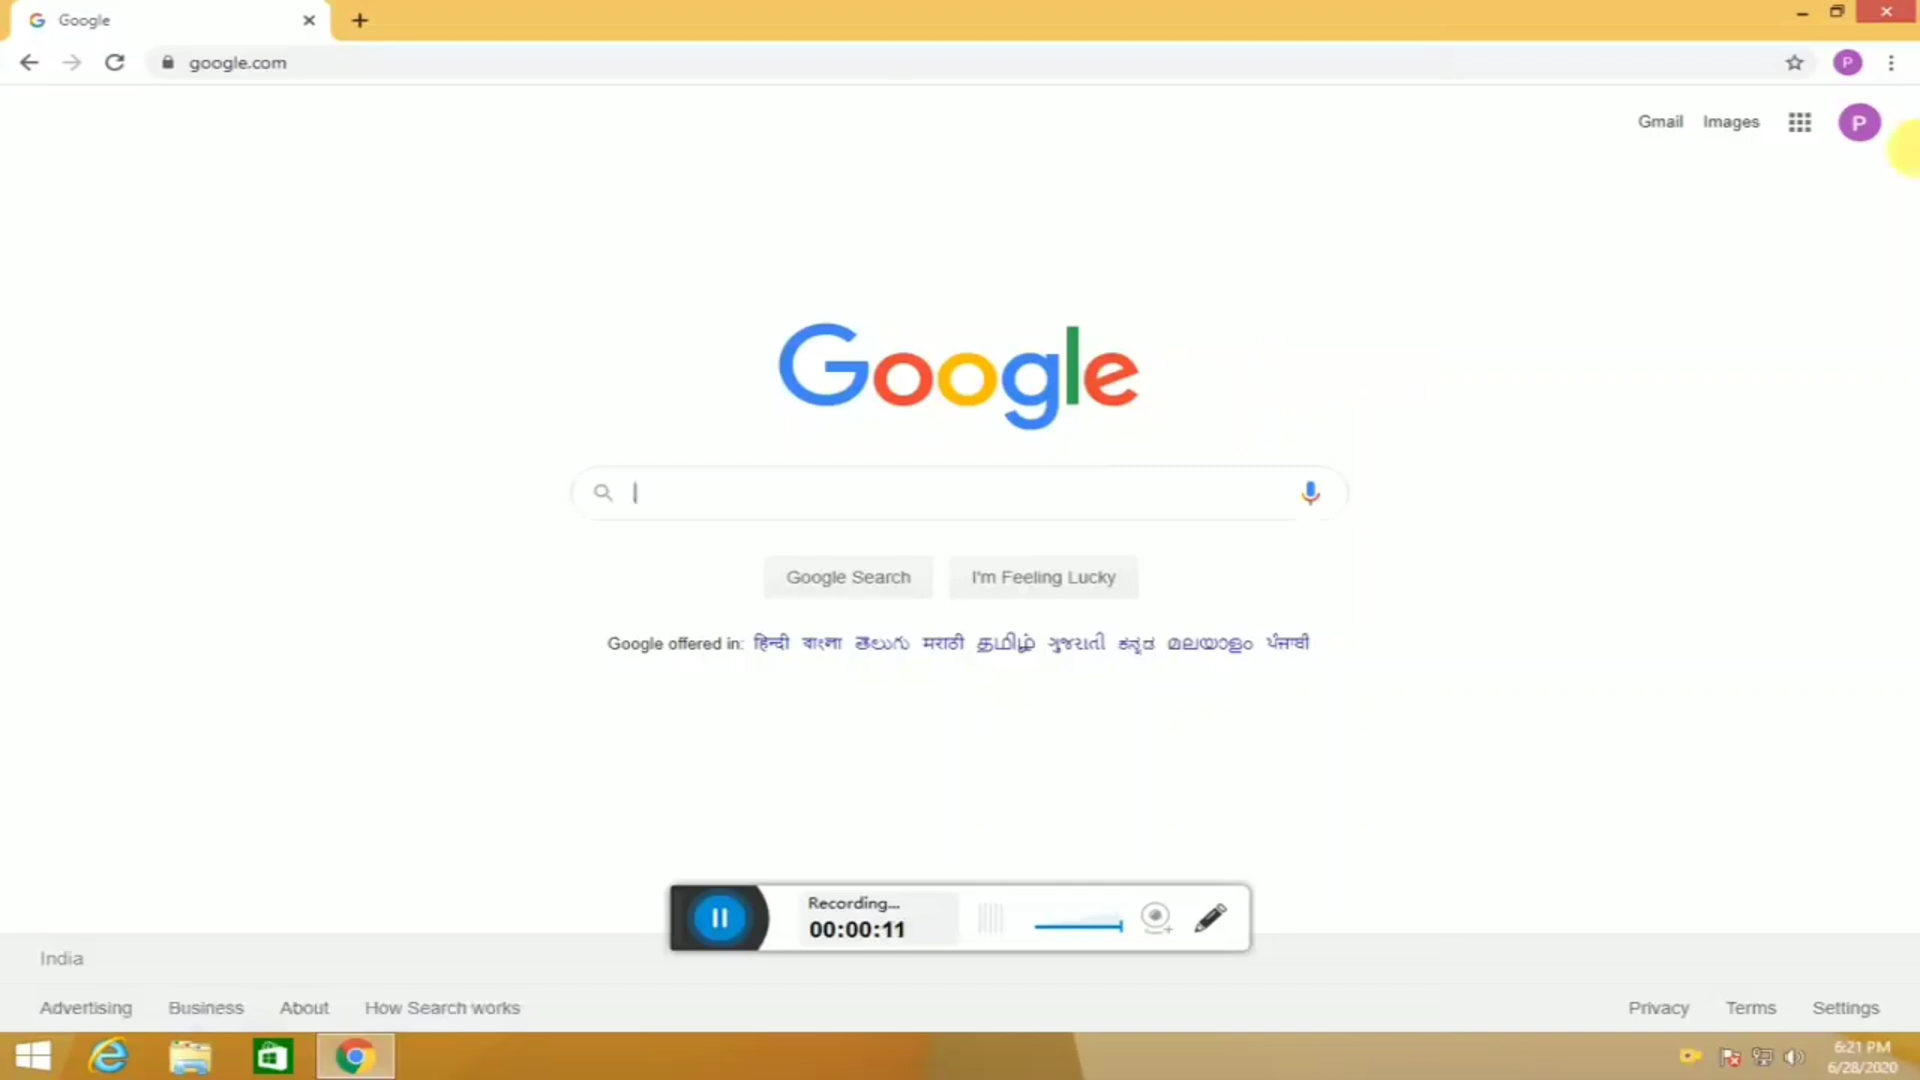 Google
google.com
P
Gmail Images
P
Google
Google Search I'm Feeling Lucky
Google offered in: हिन्दी বাংলা తెలుగు मराठी தமிழ் ગુજરાતી ಕನ್ನಡ മലയാളം ਪੰਜਾਬੀ
Recording...
00:00:11
India
Advertising Business About How Search works
Privacy Terms Settings
6:21 PM
6/28/2020